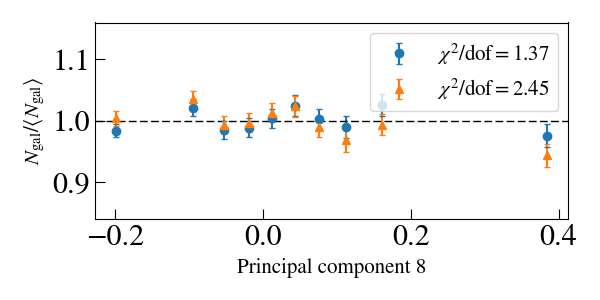 χ²/dof = 1.37
χ²/dof = 2.45
1.1
1.0
0.9
N_gal/⟨N_gal⟩
−0.2
0.0
0.2
0.4
Principal component 8